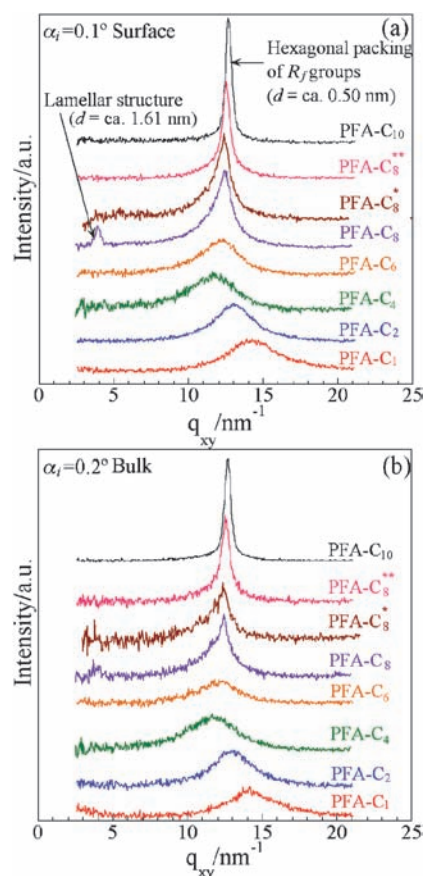 (a)
αi=0.1° Surface
Hexagonal packing
of Rf groups
(d = ca. 0.50 nm)
Lamellar structure
(d = ca. 1.61 nm)
PFA-C10
PFA-C8**
PFA-C8*
PFA-C8
PFA-C6
PFA-C4
PFA-C2
PFA-C1
Intensity/a.u.
0 5 10 15 20 25
qxy/nm-1
αi=0.2° Bulk (b)
PFA-C10
PFA-C8**
PFA-C8*
PFA-C8
PFA-C6
PFA-C4
PFA-C2
PFA-C1
Intensity/a.u.
0 5 10 15 20 25
qxy/nm-1